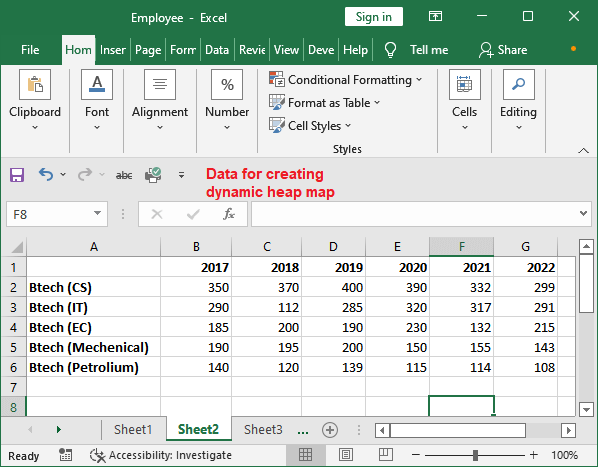 Employee - Excel Sign in
File Hom Inser Page Form Data Revie View Deve Help Tell me Share
Clipboard Font Alignment Number Conditional Formatting Format as Table Cell Styles Cells Editing
Styles
abc
Data for creating
dynamic heap map
F8 fx
A B C D E F G
1 2017 2018 2019 2020 2021 2022
2 Btech (CS) 350 370 400 390 332 299
3 Btech (IT) 290 112 285 320 317 291
4 Btech (EC) 185 200 190 230 132 215
5 Btech (Mechenical) 190 195 200 150 155 143
6 Btech (Petrolium) 140 120 139 115 114 108
7
8
Sheet1 Sheet2 Sheet3 ...
Ready Accessibility: Investigate 100%